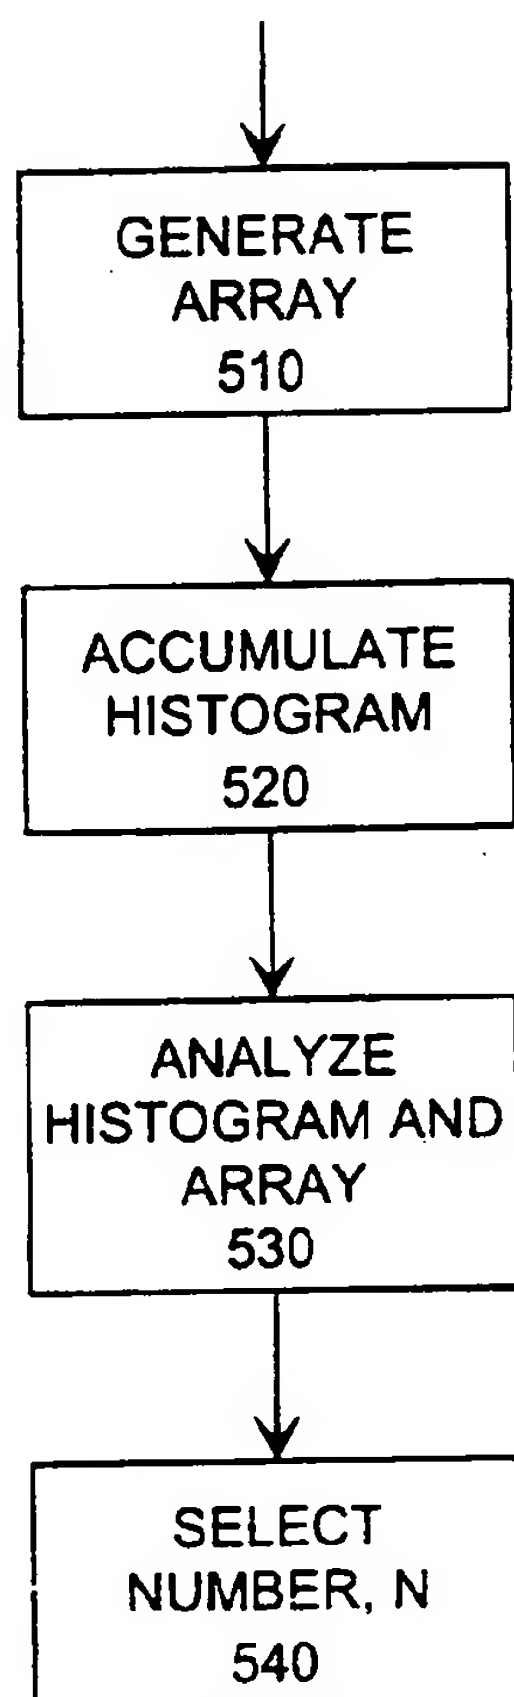 GENERATE
ARRAY
510
ACCUMULATE
HISTOGRAM
520
ANALYZE
HISTOGRAM AND
ARRAY
530
SELECT
NUMBER, N
540